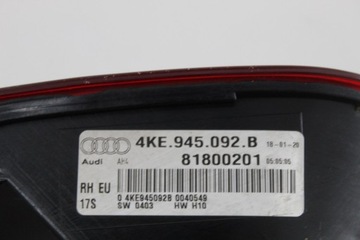 4KE.945.092.B 18-01-20
Audi AHG 81800201 05:05:05
RH EU
17S
0 4KE945092B 0040549
SW 0403 HW H10